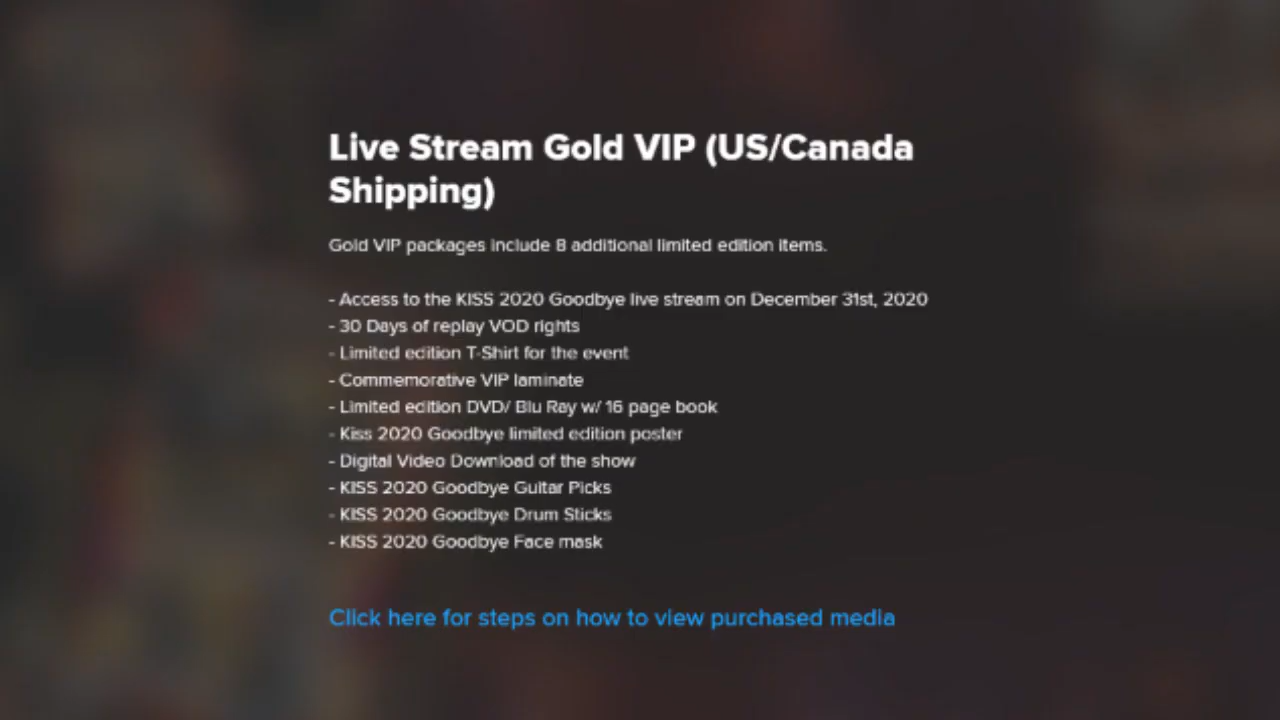 Live Stream Gold VIP (US/Canada
Shipping)
Gold VIP packages include 8 additional limited edition items.
- Access to the KISS 2020 Goodbye live stream on December 31st, 2020
- 30 Days of replay VOD rights
- Limited edition T-Shirt for the event
- Commemorative VIP laminate
- Limited edition DVD/ Blu Ray w/ 16 page book
- Kiss 2020 Goodbye limited edition poster
- Digital Video Download of the show
- KISS 2020 Goodbye Guitar Picks
- KISS 2020 Goodbye Drum Sticks
- KISS 2020 Goodbye Face mask
Click here for steps on how to view purchased media